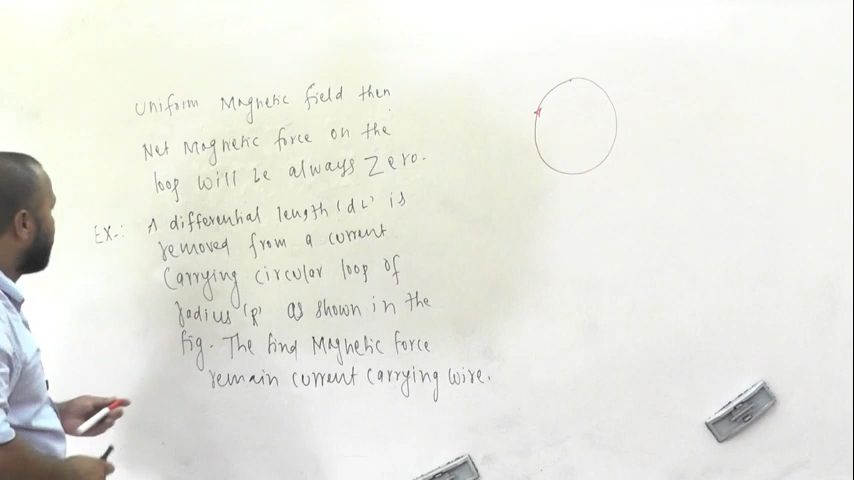 Uniform Magnetic field then
Net Magnetic force on the
loop will be always Zero.
EX-: A differential length 'dL' is
removed from a current
carrying circular loop of
radius 'R' as shown in the
fig. The find Magnetic force
remain current carrying wire.